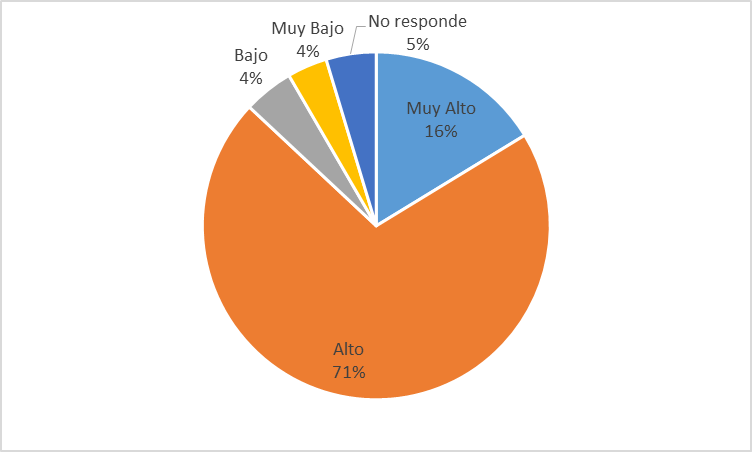 No responde
5%
Muy Bajo
4%
Bajo
4%
Muy Alto
16%
Alto
71%